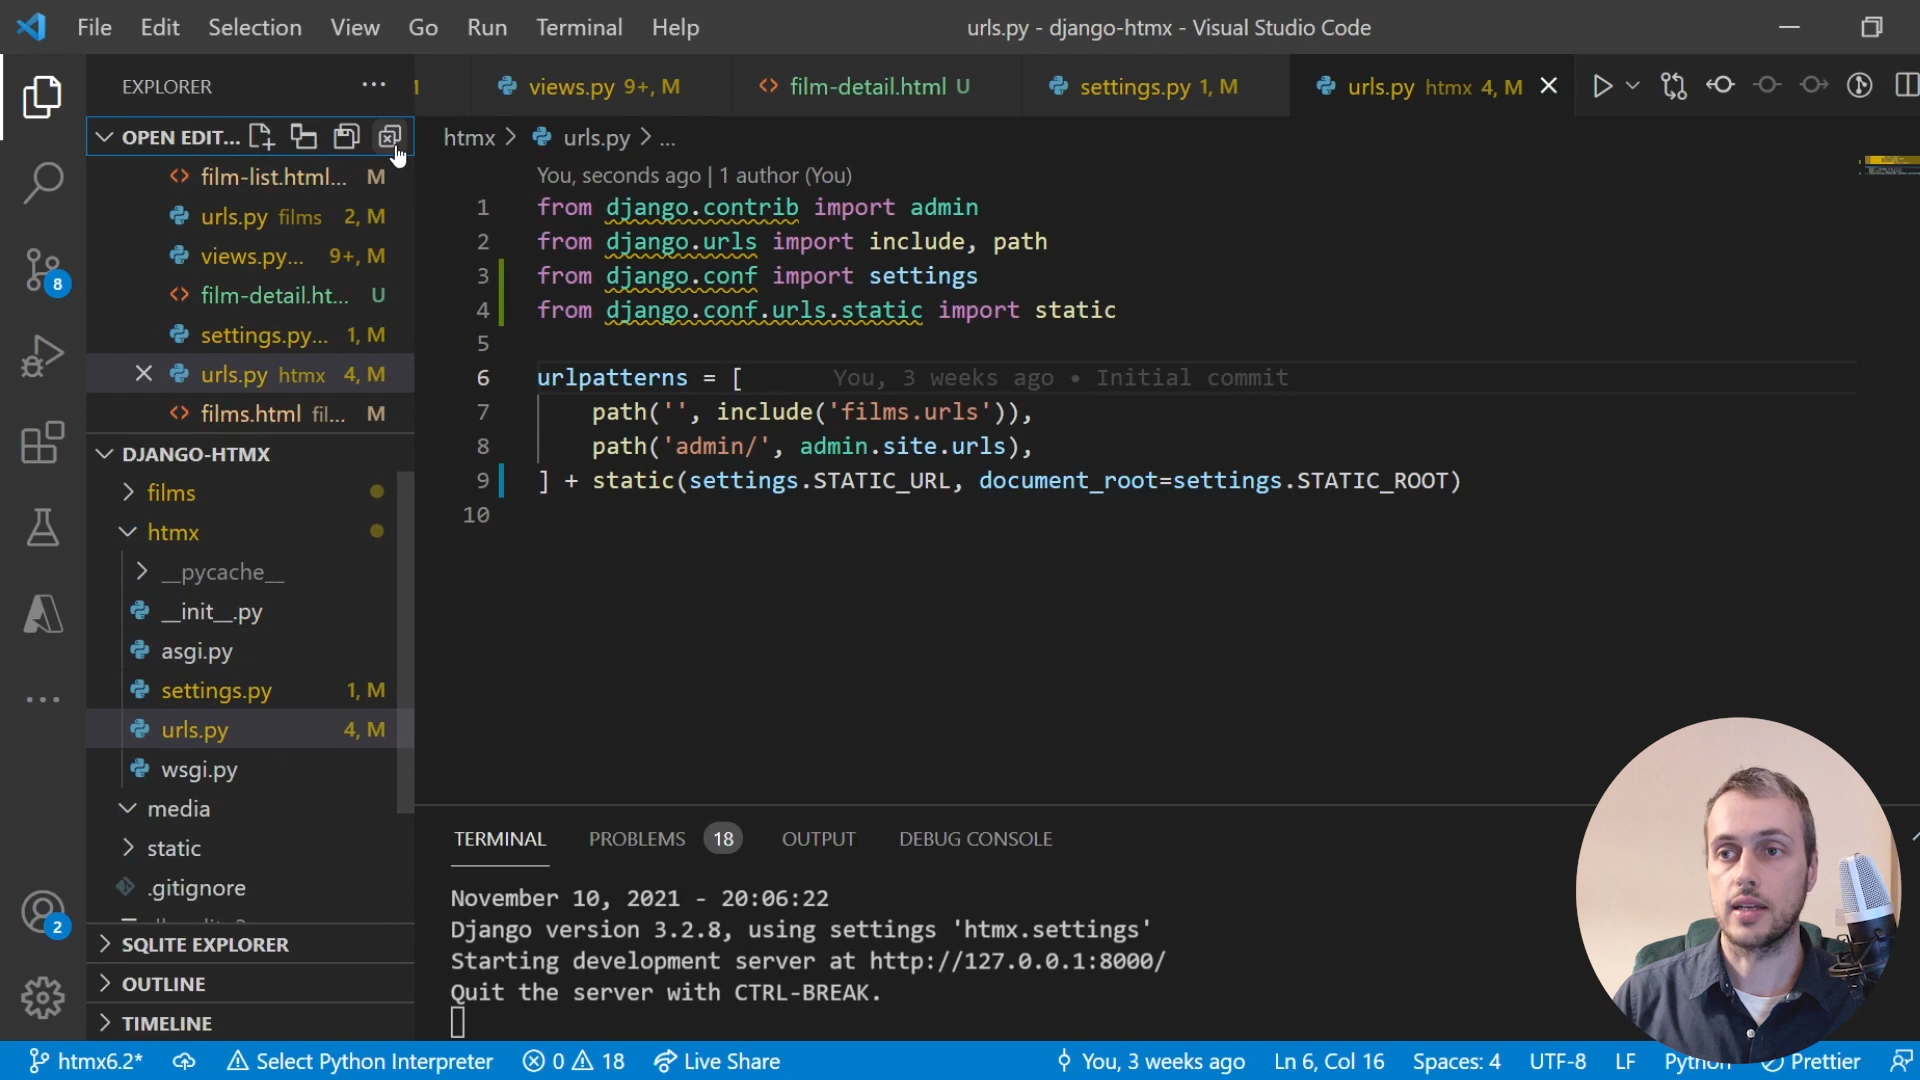 File Edit Selection View Go Run Terminal Help
urls.py - django-htmx - Visual Studio Code
EXPLORER
views.py 9+, M
film-detail.html U
settings.py 1, M
urls.py htmx 4, M
OPEN EDIT...
film-list.html... M
urls.py films 2, M
views.py... 9+, M
film-detail.ht... U
settings.py... 1, M
urls.py htmx 4, M
films.html fil... M
DJANGO-HTMX
films
htmx
__pycache__
__init__.py
asgi.py
settings.py 1, M
urls.py 4, M
wsgi.py
media
static
.gitignore
SQLITE EXPLORER
OUTLINE
TIMELINE
8
2
htmx > urls.py > ...
You, seconds ago | 1 author (You)
1 from django.contrib import admin
2 from django.urls import include, path
3 from django.conf import settings
4 from django.conf.urls.static import static
5
6 urlpatterns = [ You, 3 weeks ago • Initial commit
7 path('', include('films.urls')),
8 path('admin/', admin.site.urls),
9 ] + static(settings.STATIC_URL, document_root=settings.STATIC_ROOT)
10
TERMINAL PROBLEMS 18 OUTPUT DEBUG CONSOLE
November 10, 2021 - 20:06:22
Django version 3.2.8, using settings 'htmx.settings'
Starting development server at http://127.0.0.1:8000/
Quit the server with CTRL-BREAK.
htmx6.2* Select Python Interpreter 0 18 Live Share You, 3 weeks ago Ln 6, Col 16 Spaces: 4 UTF-8 LF Python Prettier